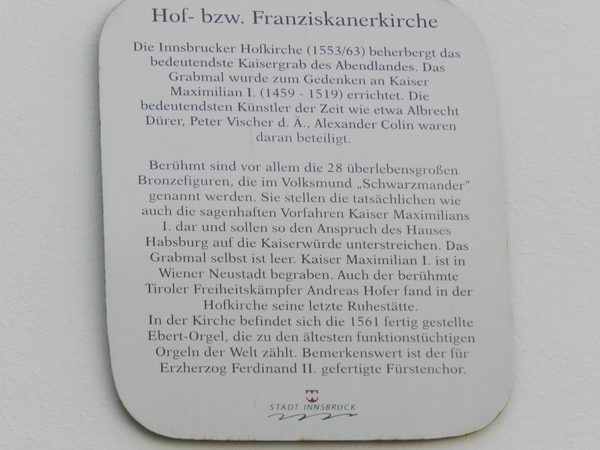 Hof- bzw. Franziskanerkirche
Die Innsbrucker Hofkirche (1553/63) beherbergt das
bedeutendste Kaisergrab des Abendlandes. Das
Grabmal wurde zum Gedenken an Kaiser
Maximilian I. (1459 - 1519) errichtet. Die
bedeutendsten Künstler der Zeit wie etwa Albrecht
Dürer, Peter Vischer d. Ä., Alexander Colin waren
daran beteiligt.
Berühmt sind vor allem die 28 überlebensgroßen
Bronzefiguren, die im Volksmund „Schwarzmander"
genannt werden. Sie stellen die tatsächlichen wie
auch die sagenhaften Vorfahren Kaiser Maximilians
I. dar und sollen so den Anspruch des Hauses
Habsburg auf die Kaiserwürde unterstreichen. Das
Grabmal selbst ist leer. Kaiser Maximilian I. ist in
Wiener Neustadt begraben. Auch der berühmte
Tiroler Freiheitskämpfer Andreas Hofer fand in der
Hofkirche seine letzte Ruhestätte.
In der Kirche befindet sich die 1561 fertig gestellte
Ebert-Orgel, die zu den ältesten funktionstüchtigen
Orgeln der Welt zählt. Bemerkenswert ist der für
Erzherzog Ferdinand II. gefertigte Fürstenchor.
STADT INNSBRUCK